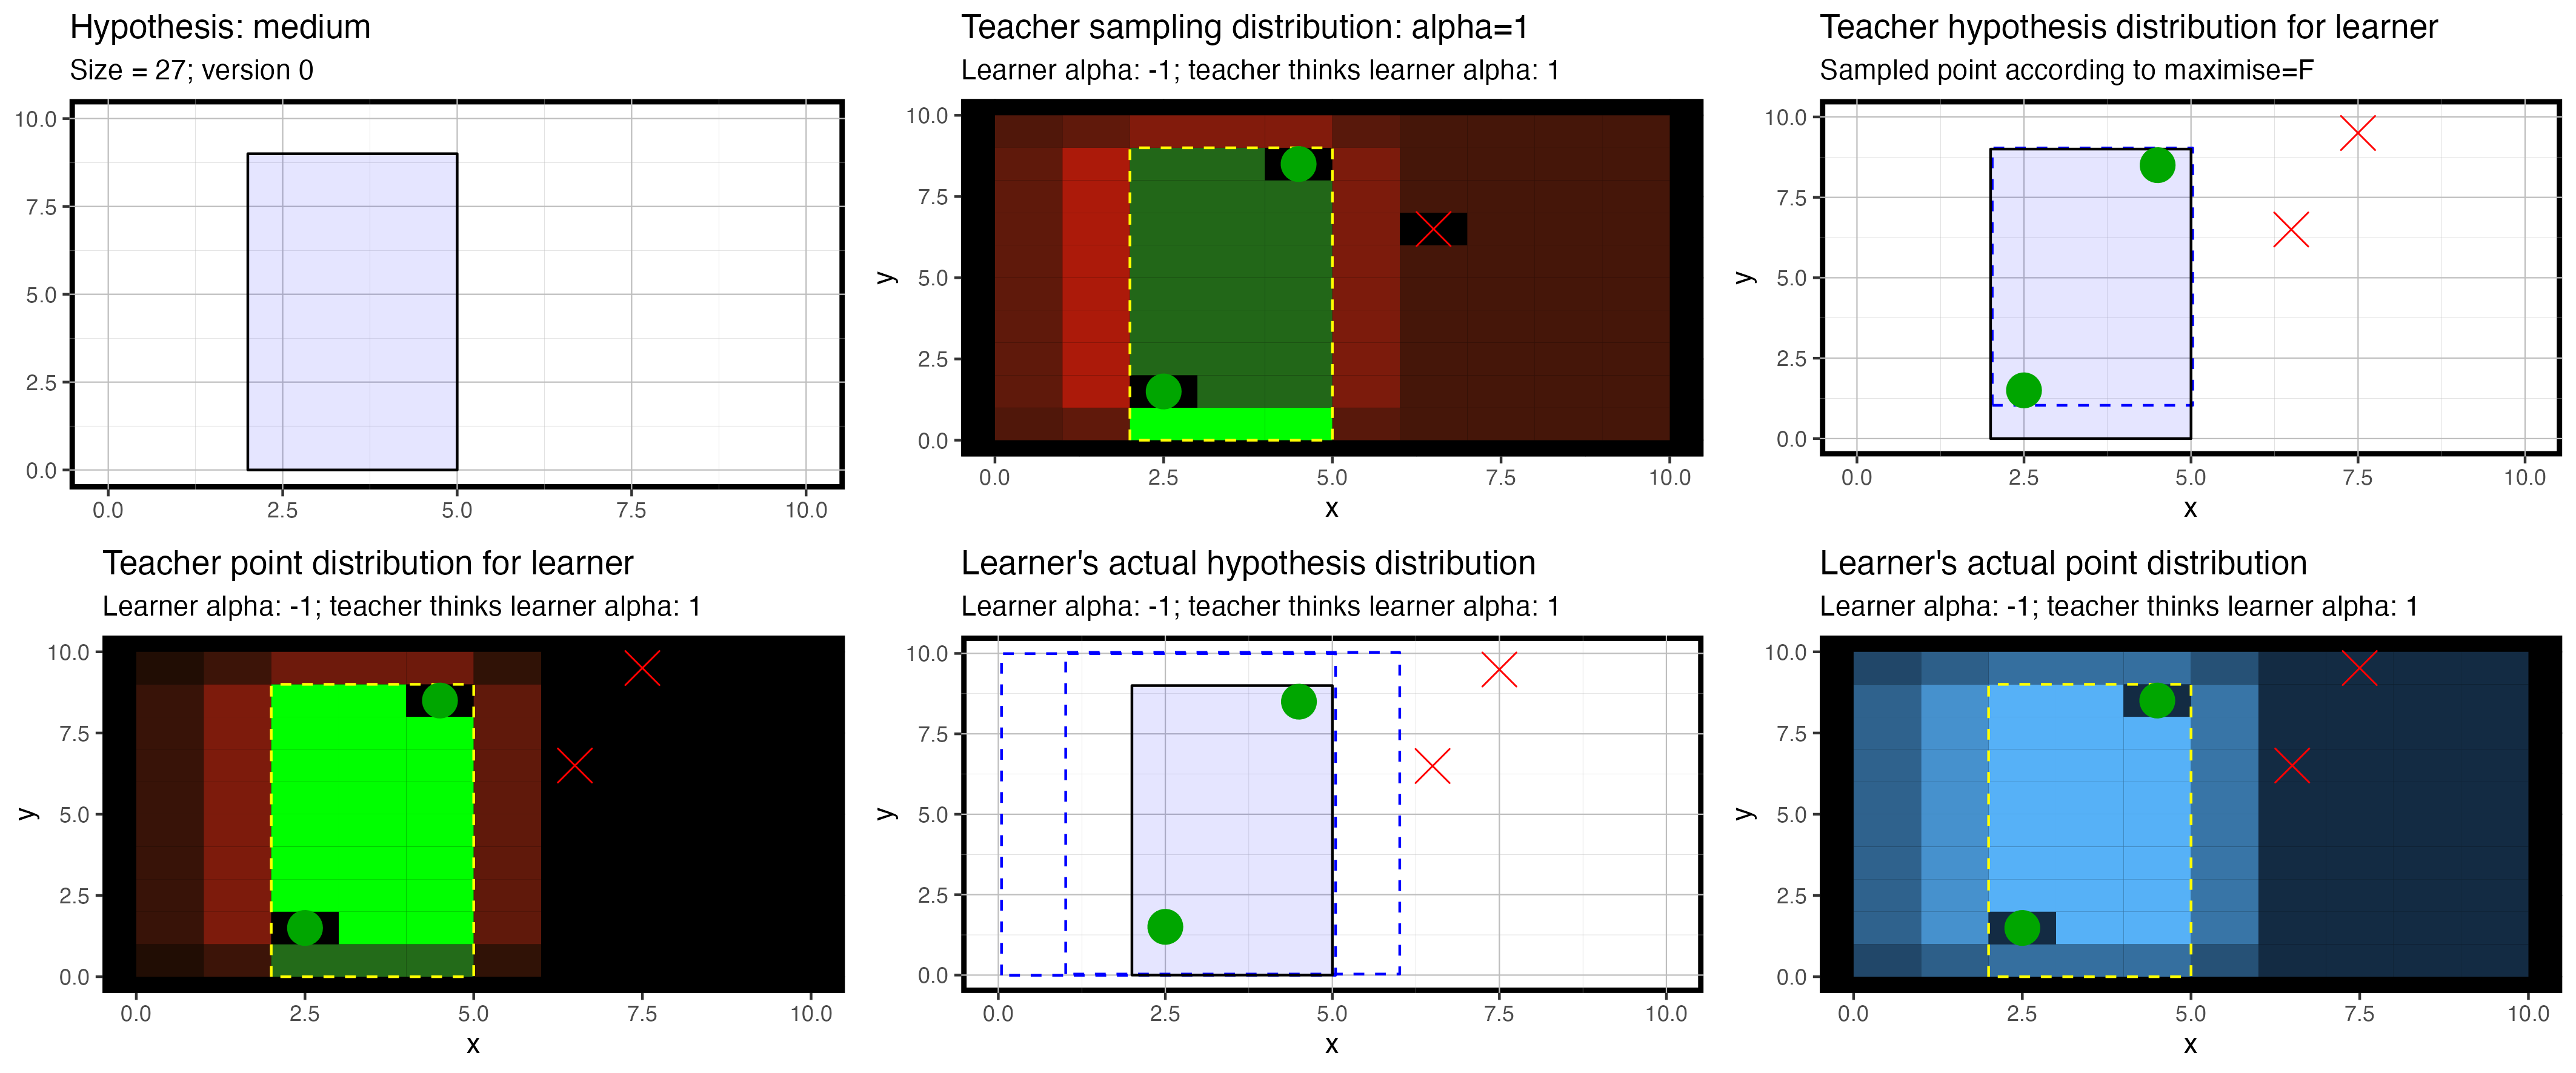 Hypothesis: medium
Size = 27; version 0
10.0
7.5
5.0
2.5
0.0
0.0 2.5 5.0 7.5 10.0
Teacher sampling distribution: alpha=1
Learner alpha: -1; teacher thinks learner alpha: 1
10.0
7.5
5.0
2.5
0.0
y
0.0 2.5 5.0 7.5 10.0
x
Teacher hypothesis distribution for learner
Sampled point according to maximise=F
10.0
7.5
5.0
2.5
0.0
y
0.0 2.5 5.0 7.5 10.0
x
Teacher point distribution for learner
Learner alpha: -1; teacher thinks learner alpha: 1
10.0
7.5
5.0
2.5
0.0
y
0.0 2.5 5.0 7.5 10.0
x
Learner's actual hypothesis distribution
Learner alpha: -1; teacher thinks learner alpha: 1
10.0
7.5
5.0
2.5
0.0
y
0.0 2.5 5.0 7.5 10.0
x
Learner's actual point distribution
Learner alpha: -1; teacher thinks learner alpha: 1
10.0
7.5
5.0
2.5
0.0
y
0.0 2.5 5.0 7.5 10.0
x